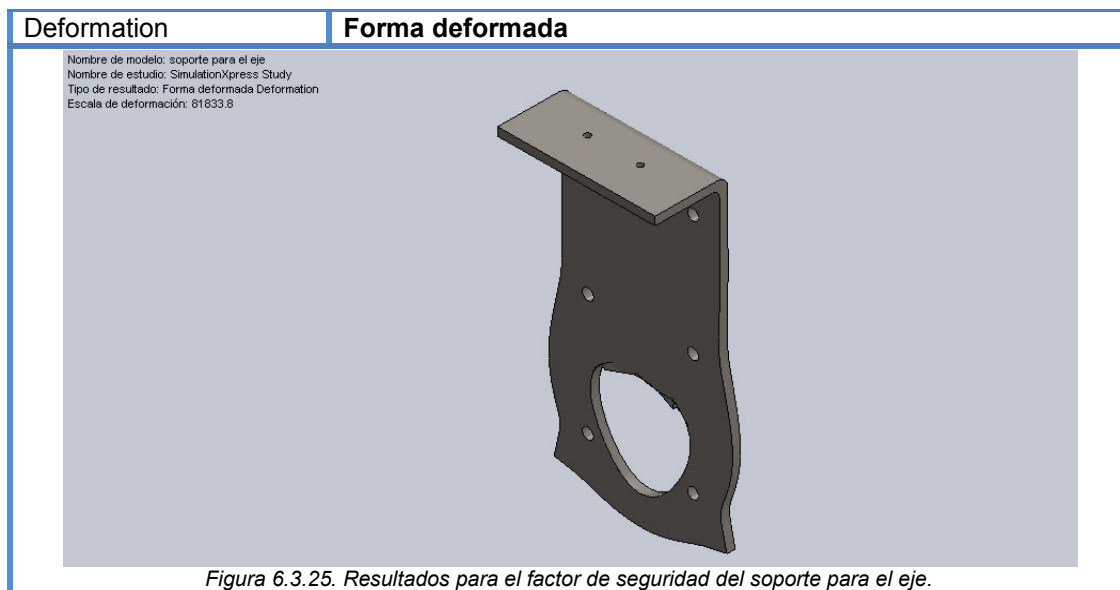 Deformation Forma deformada
Nombre de modelo: soporte para el eje
Nombre de estudio: SimulationXpress Study
Tipo de resultado: Forma deformada Deformation
Escala de deformación: 81833.8
Figura 6.3.25. Resultados para el factor de seguridad del soporte para el eje.